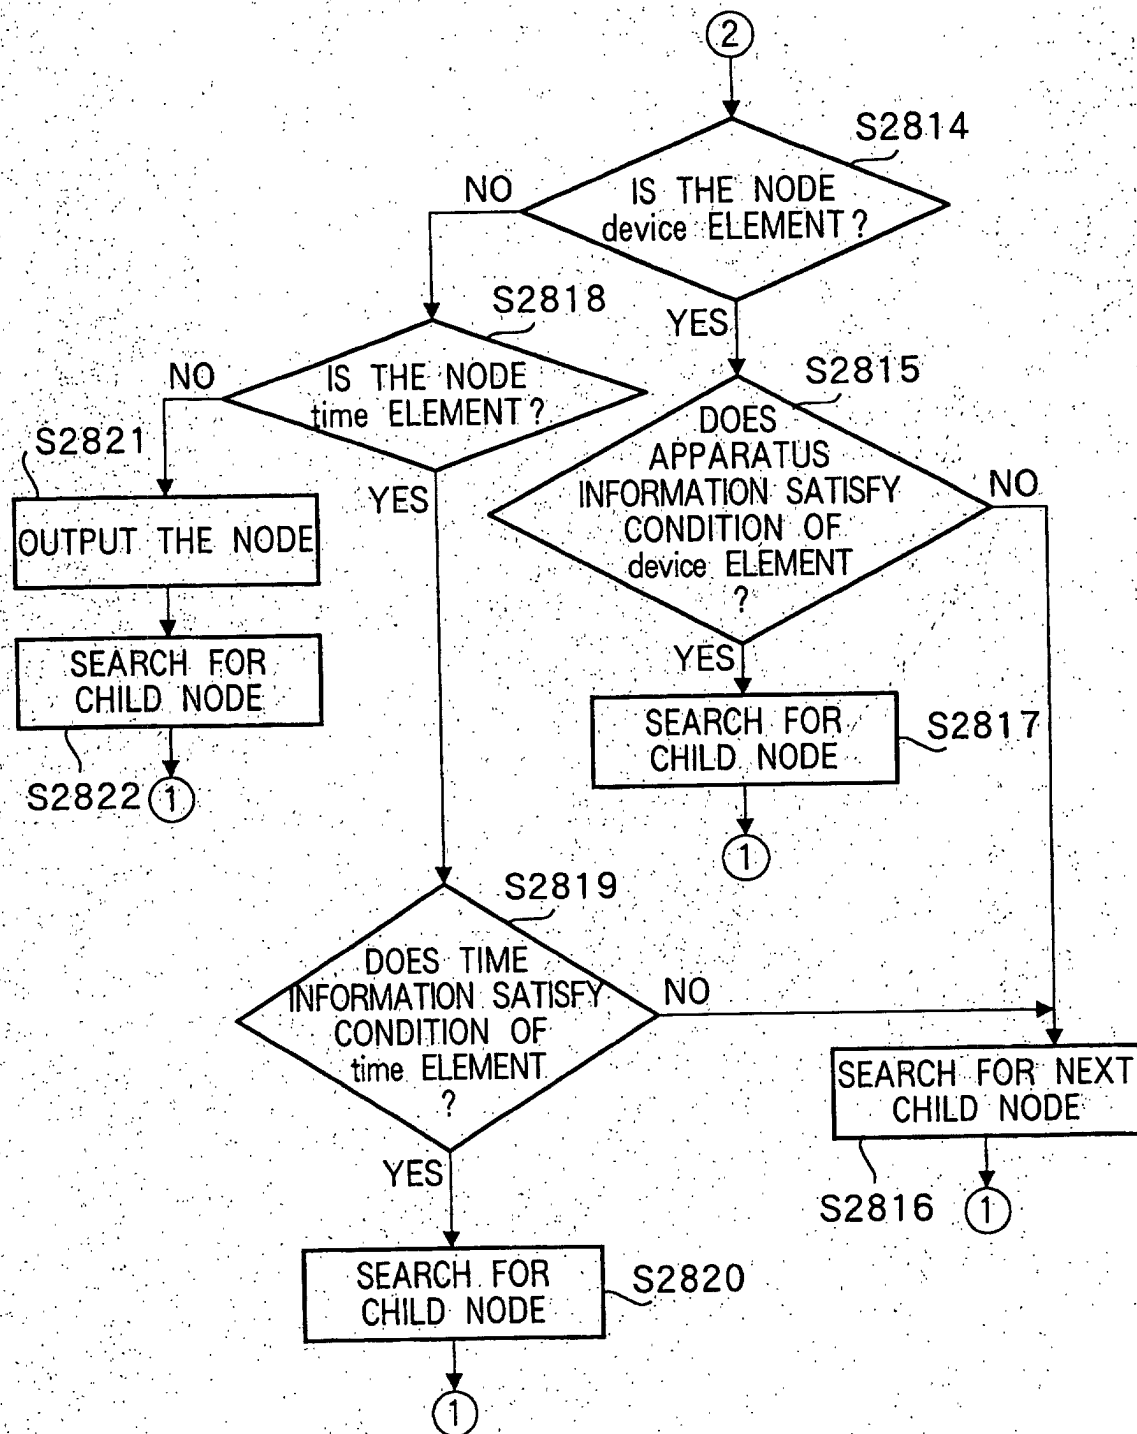 2
S2814
NO
IS THE NODE
device ELEMENT?
S2818
YES
NO
IS THE NODE
time ELEMENT?
S2815
DOES
APPARATUS
INFORMATION SATISFY
CONDITION OF
device ELEMENT
?
NO
S2821
YES
OUTPUT THE NODE
SEARCH FOR
CHILD NODE
YES
SEARCH FOR
CHILD NODE
S2817
S2822
1
1
S2819
DOES TIME
INFORMATION SATISFY
CONDITION OF
time ELEMENT
?
NO
SEARCH FOR NEXT
CHILD NODE
YES
S2816
1
SEARCH FOR
CHILD NODE
S2820
1